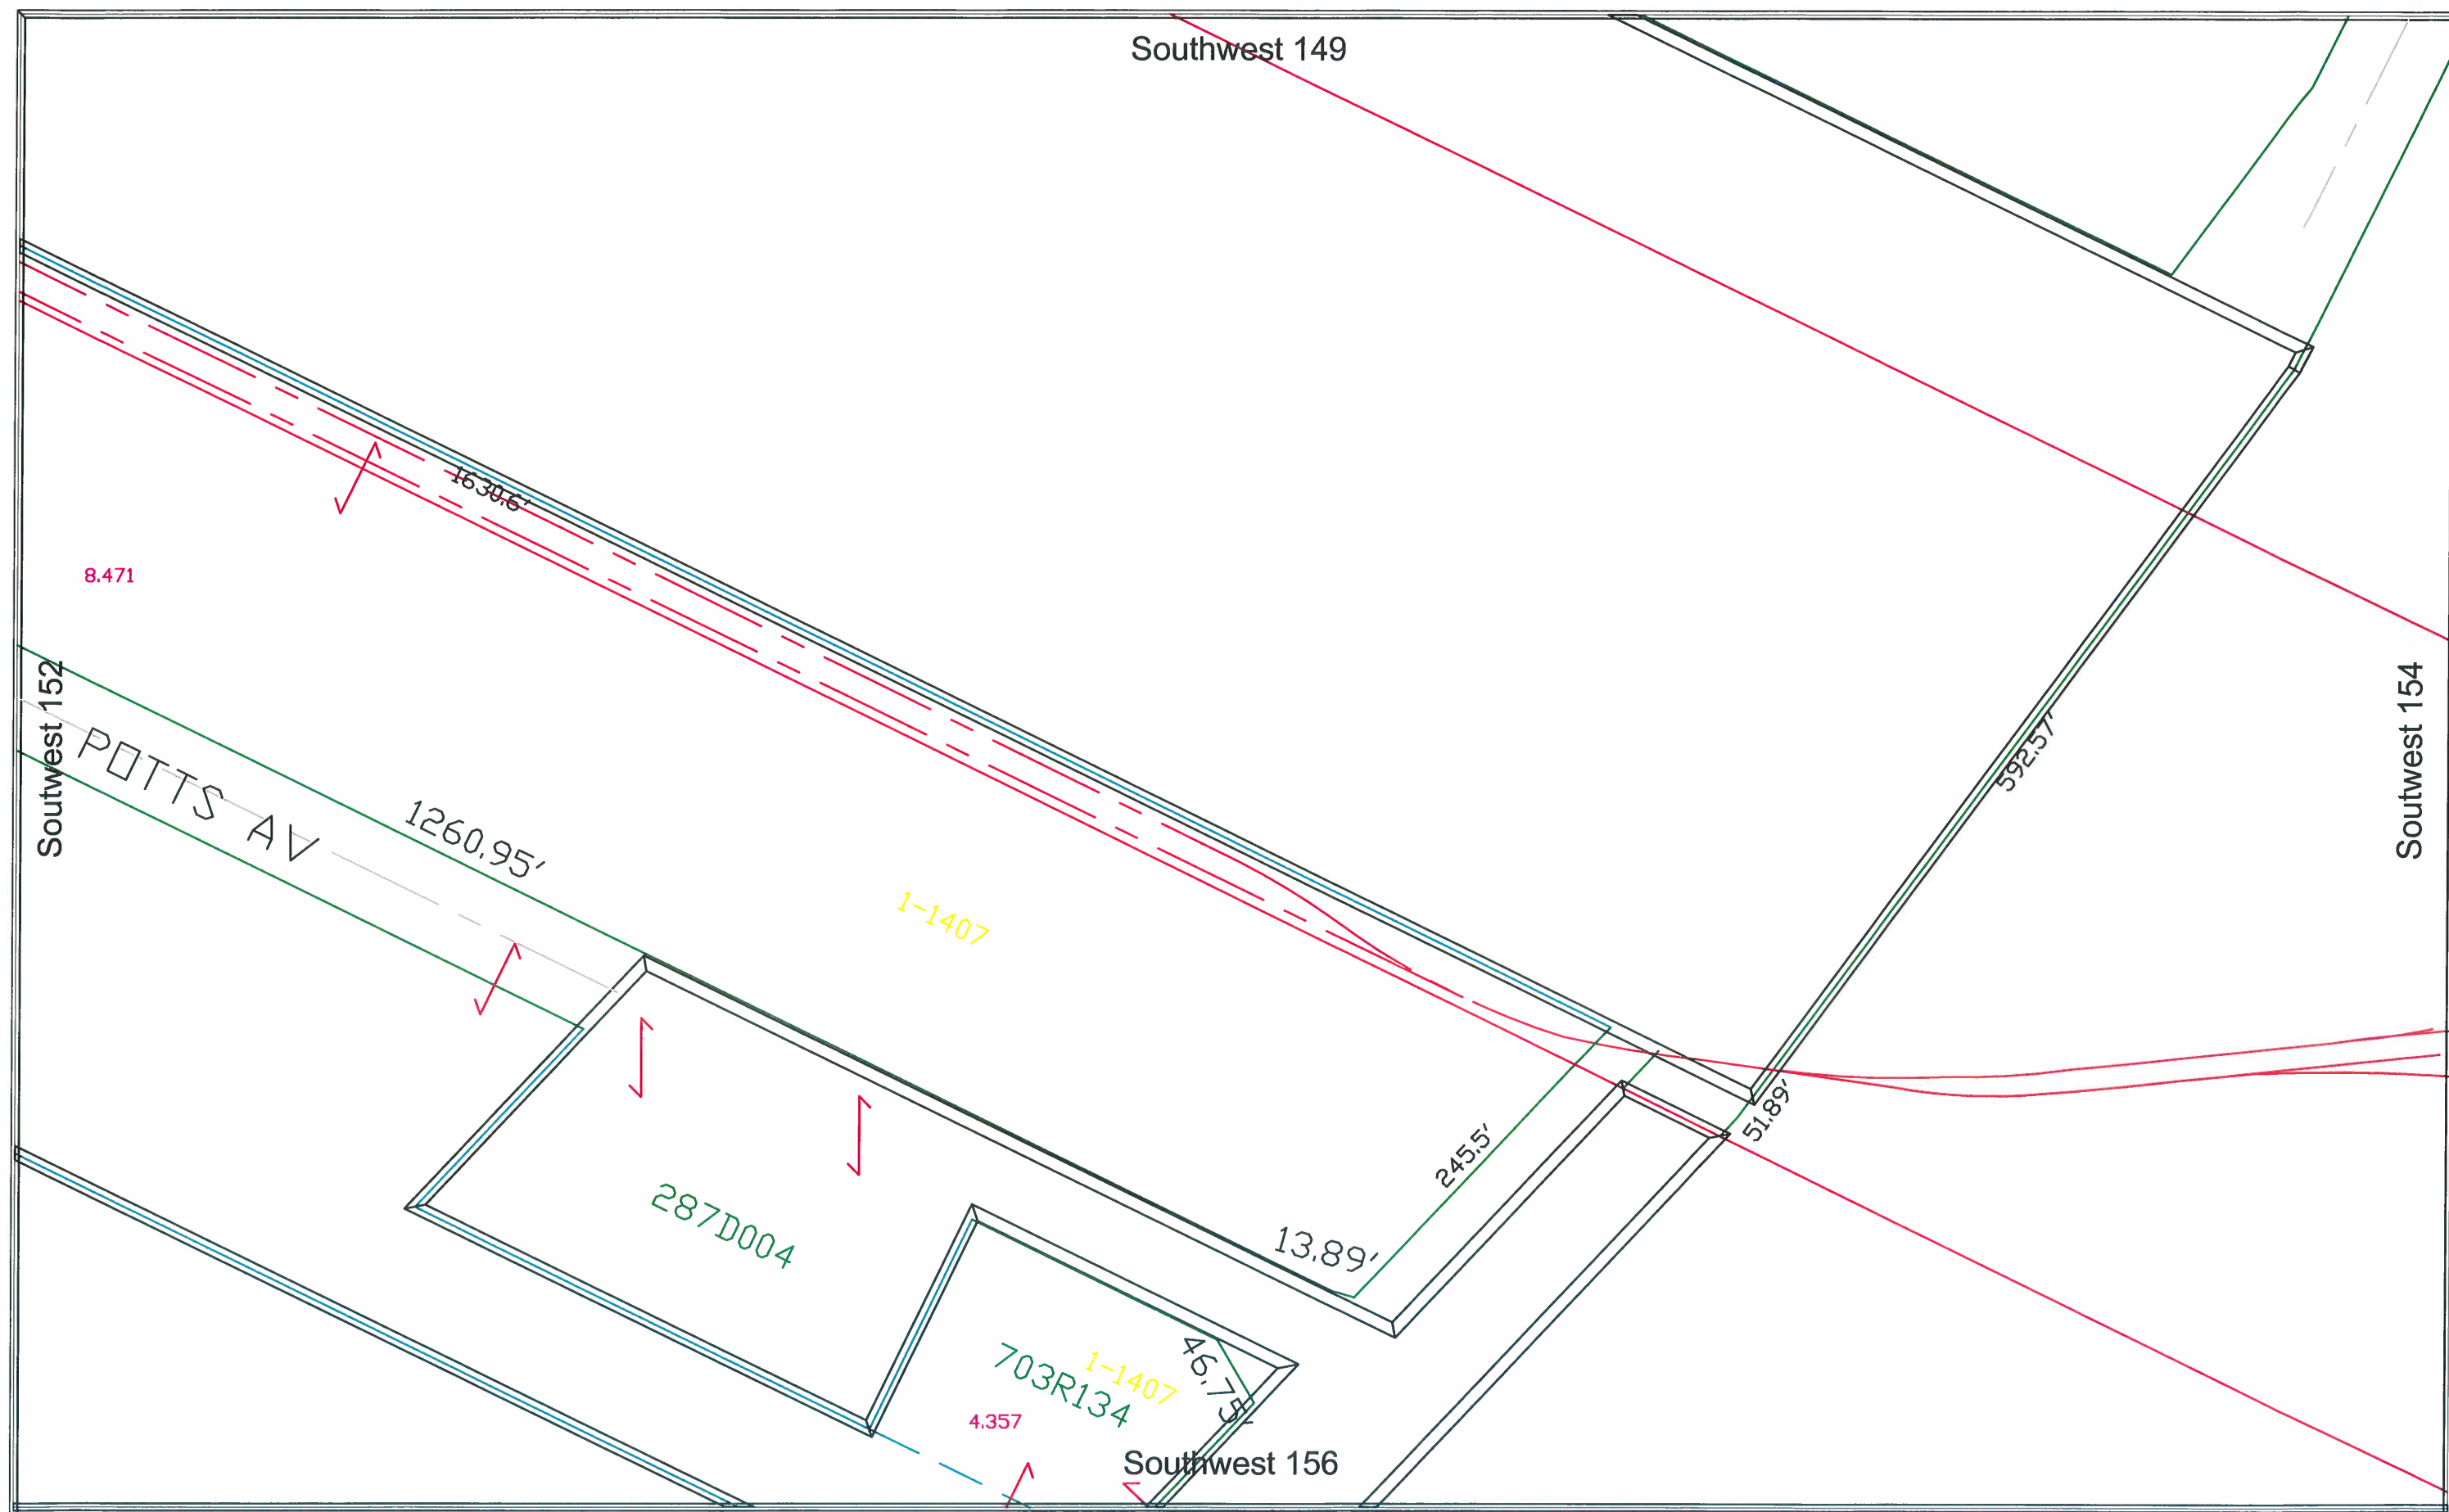 Southwest 149
1630.6'
8.471
Soutwest 152
Soutwest 154
592.57'
POTTS AV
1260.95'
1-1407
51.89'
245.5'
287D004
13.89'
703R134
1-1407
46.75'
4.357
Southwest 156